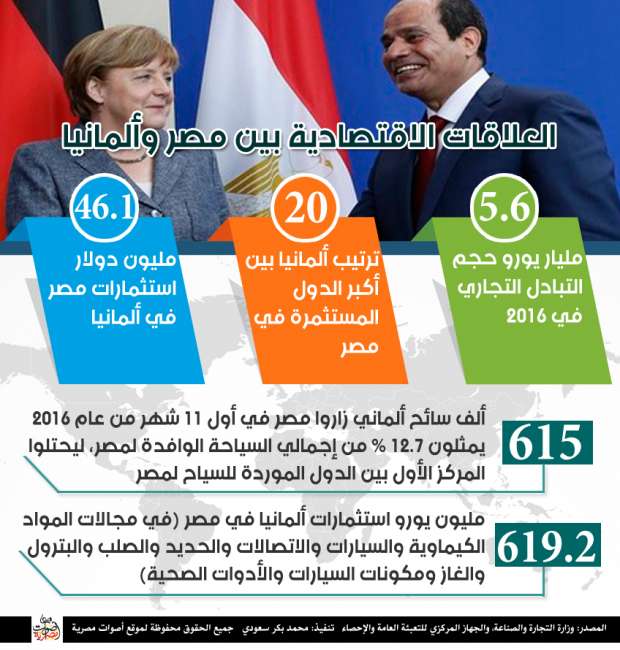 العلاقات الاقتصادية بين مصر وألمانيا
5.6
مليار يورو حجم
التبادل التجاري
في 2016
20
ترتيب ألمانيا بين
أكبر الدول
المستثمرة في
مصر
46.1
مليون دولار
استثمارات مصر
في ألمانيا
615
ألف سائح ألماني زاروا مصر في أول 11 شهر من عام 2016
يمثلون 12.7 % من إجمالي السياحة الوافدة لمصر، ليحتلوا
المركز الأول بين الدول الموردة للسياح لمصر
619.2
مليون يورو استثمارات ألمانيا في مصر (في مجالات المواد
الكيماوية والسيارات والاتصالات والحديد والصلب والبترول
والغاز ومكونات السيارات والأدوات الصحية)
المصدر: وزارة التجارة والصناعة، والجهاز المركزي للتعبئة العامة والإحصاء تنفيذ: محمد بكر سعودي جميع الحقوق محفوظة لموقع أصوات مصرية